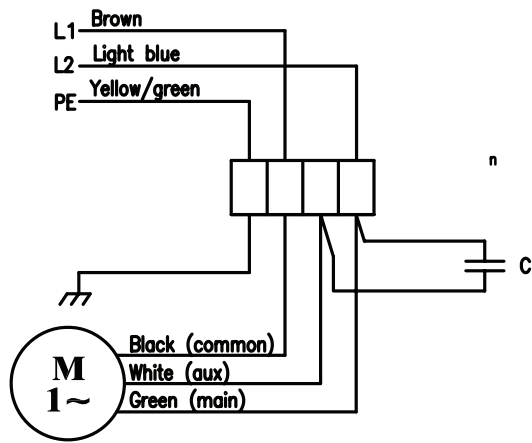 L1 Brown
L2 Light blue
PE Yellow/green
n
C
Black (common)
M
White (aux)
1~
Green (main)